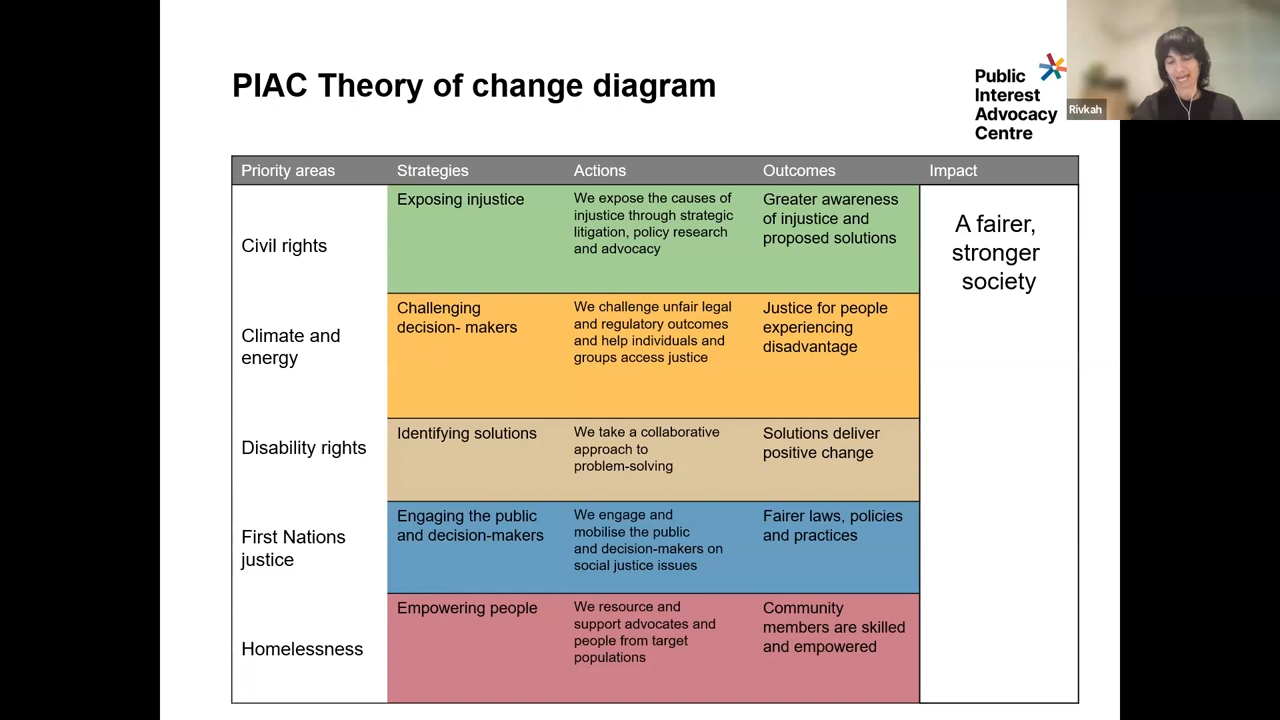 PIAC Theory of change diagram
Public
Interest
Advocacy
Centre
Rivkah
Priority areas
Strategies
Actions
Outcomes
Impact
Civil rights
Climate and
energy
Disability rights
First Nations
justice
Homelessness
Exposing injustice
We expose the causes of
injustice through strategic
litigation, policy research
and advocacy
Greater awareness
of injustice and
proposed solutions
Challenging
decision- makers
We challenge unfair legal
and regulatory outcomes
and help individuals and
groups access justice
Justice for people
experiencing
disadvantage
Identifying solutions
We take a collaborative
approach to
problem-solving
Solutions deliver
positive change
Engaging the public
and decision-makers
We engage and
mobilise the public
and decision-makers on
social justice issues
Fairer laws, policies
and practices
Empowering people
We resource and
support advocates and
people from target
populations
Community
members are skilled
and empowered
A fairer,
stronger
society